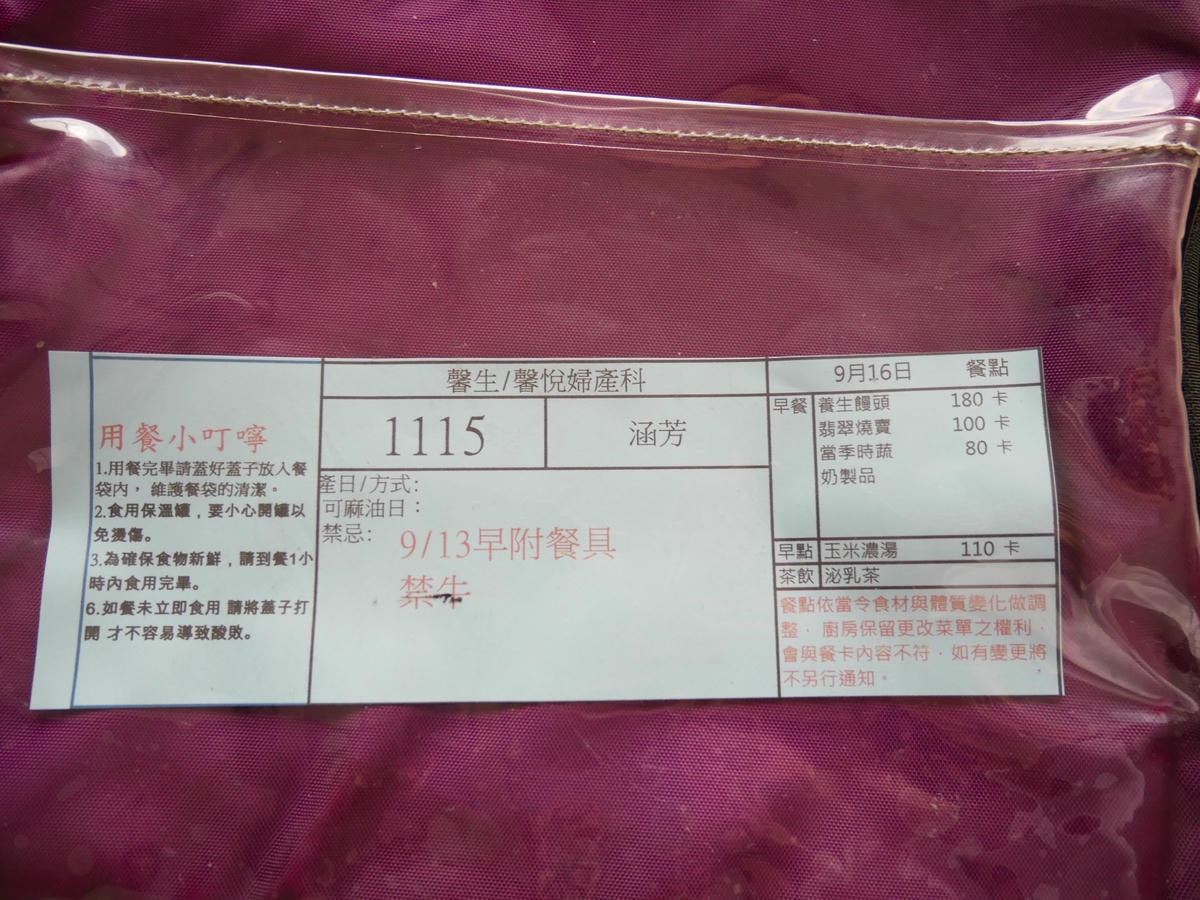 用餐小叮嚀
1.用餐完畢請蓋好蓋子放入餐
袋內，維護餐袋的清潔。
2.食用保溫罐，要小心開罐以
免燙傷。
3.為確保食物新鮮，請到餐1小
時內食用完畢。
6.如餐未立即食用 請將蓋子打
開 才不容易導致酸敗。
馨生/馨悅婦產科
1115 涵芳
產日/方式：
可麻油日：
禁忌：
9/13早附餐具
禁牛
9月16日 餐點
早餐 養生饅頭 180 卡
翡翠燒賣 100 卡
當季時蔬 80 卡
奶製品
早點 玉米濃湯 110 卡
茶飲 泌乳茶
餐點依當令食材與體質變化做調
整．廚房保留更改菜單之權利．
會與餐卡內容不符．如有變更將
不另行通知。